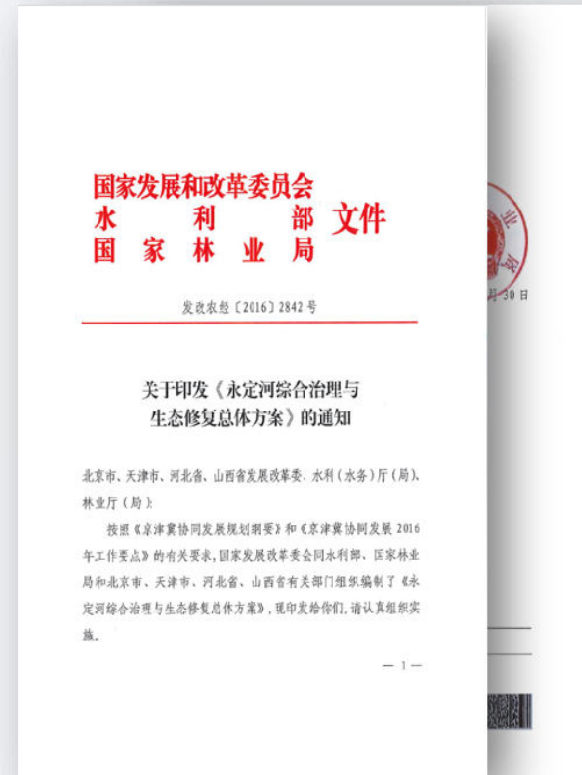 国家发展和改革委员会
水利部 文件
国家林业局
发改农经〔2016〕2842号
关于印发《永定河综合治理与
生态修复总体方案》的通知
北京市、天津市、河北省、山西省发展改革委、水利(水务)厅(局)、
林业厅(局):
按照《京津冀协同发展规划纲要》和《京津冀协同发展2016
年工作要点》的有关要求,国家发展改革委会同水利部、国家林业
局和北京市、天津市、河北省、山西省有关部门组织编制了《永
定河综合治理与生态修复总体方案》,现印发给你们,请认真组织实
施。
— 1 —
业
局
月30日